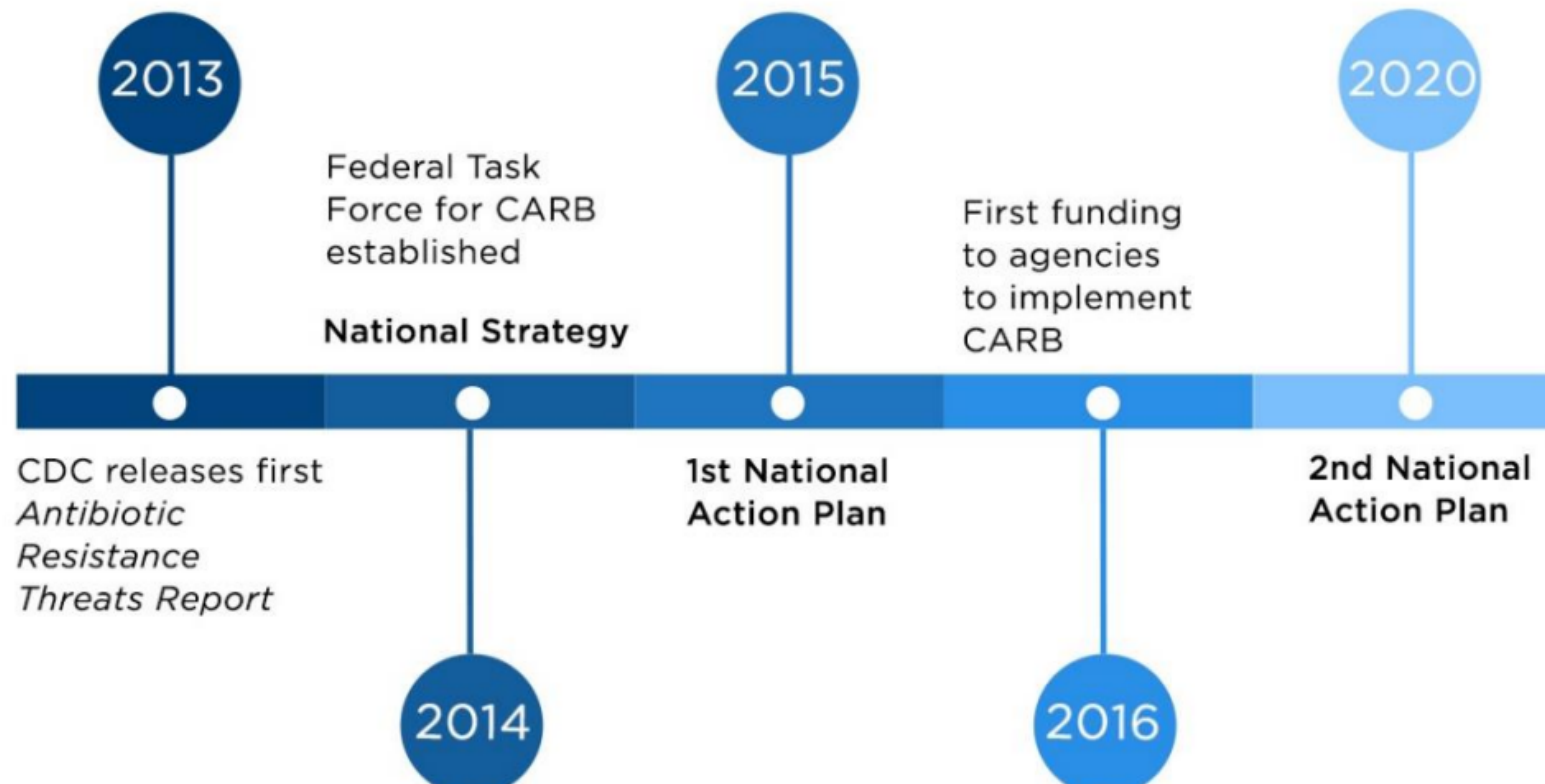 2013
CDC releases first
Antibiotic
Resistance
Threats Report
Federal Task
Force for CARB
established
National Strategy
2014
2015
1st National
Action Plan
First funding
to agencies
to implement
CARB
2016
2020
2nd National
Action Plan